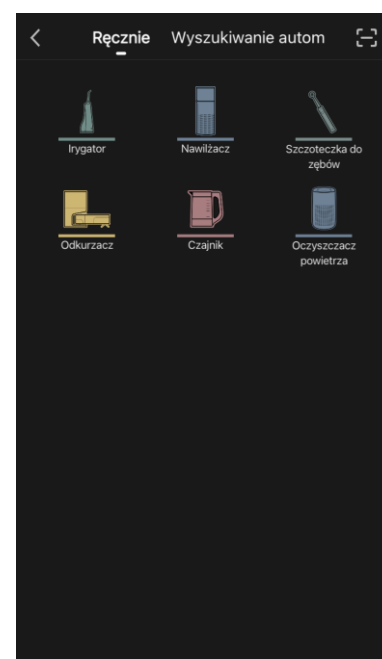 Ręcznie Wyszukiwanie autom
Irygator Nawilżacz Szczoteczka do
zębów
Odkurzacz Czajnik Oczyszczacz
powietrza